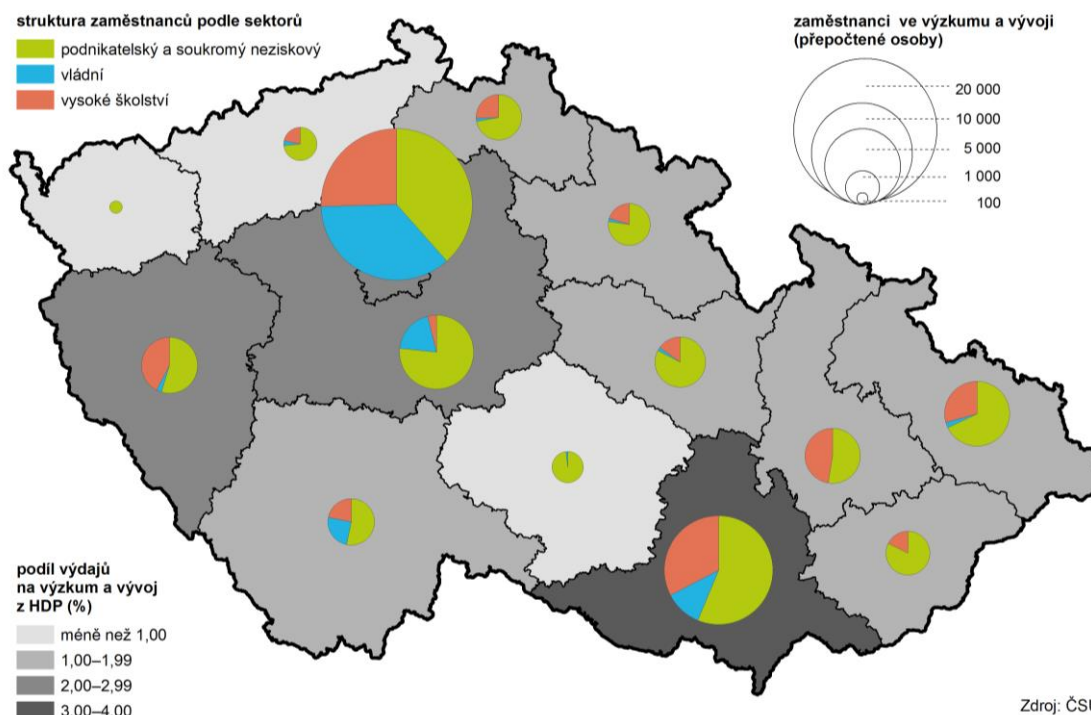 struktura zaměstnanců podle sektorů
podnikatelský a soukromý neziskový
vládní
vysoké školství
zaměstnanci ve výzkumu a vývoji
(přepočtené osoby)
20 000
10 000
5 000
1 000
100
podíl výdajů
na výzkum a vývoj
z HDP (%)
méně než 1,00
1,00–1,99
2,00–2,99
3,00–4,00
Zdroj: